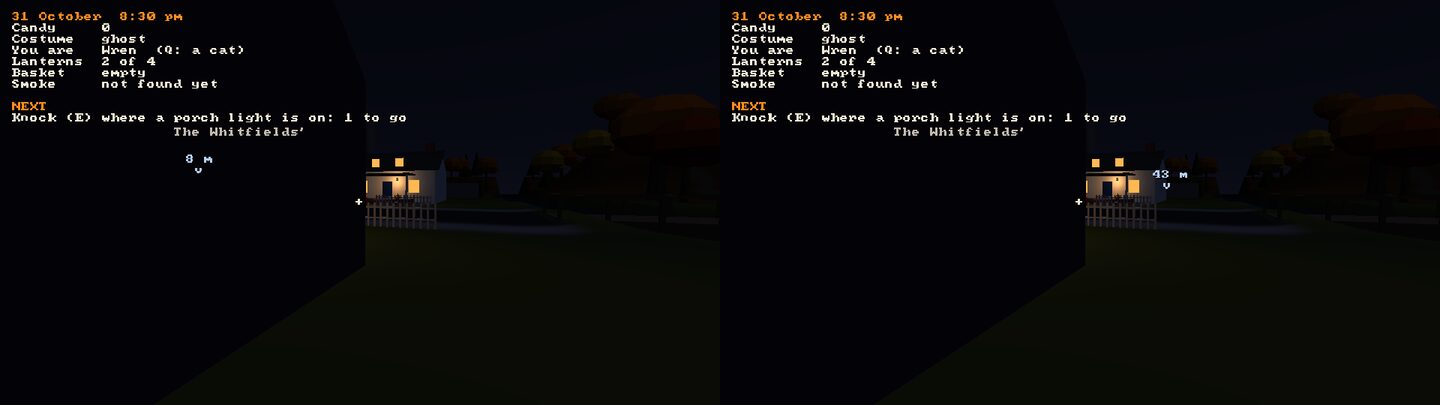 31 October 8:30 pm
Candy 0
Costume ghost
You are Wren (Q: a cat)
Lanterns 2 of 4
Basket empty
Smoke not found yet
NEXT
Knock (E) where a porch light is on: 1 to go
The Whitfields'
8 m
v
31 October 8:30 pm
Candy 0
Costume ghost
You are Wren (Q: a cat)
Lanterns 2 of 4
Basket empty
Smoke not found yet
NEXT
Knock (E) where a porch light is on: 1 to go
The Whitfields'
43 m
v